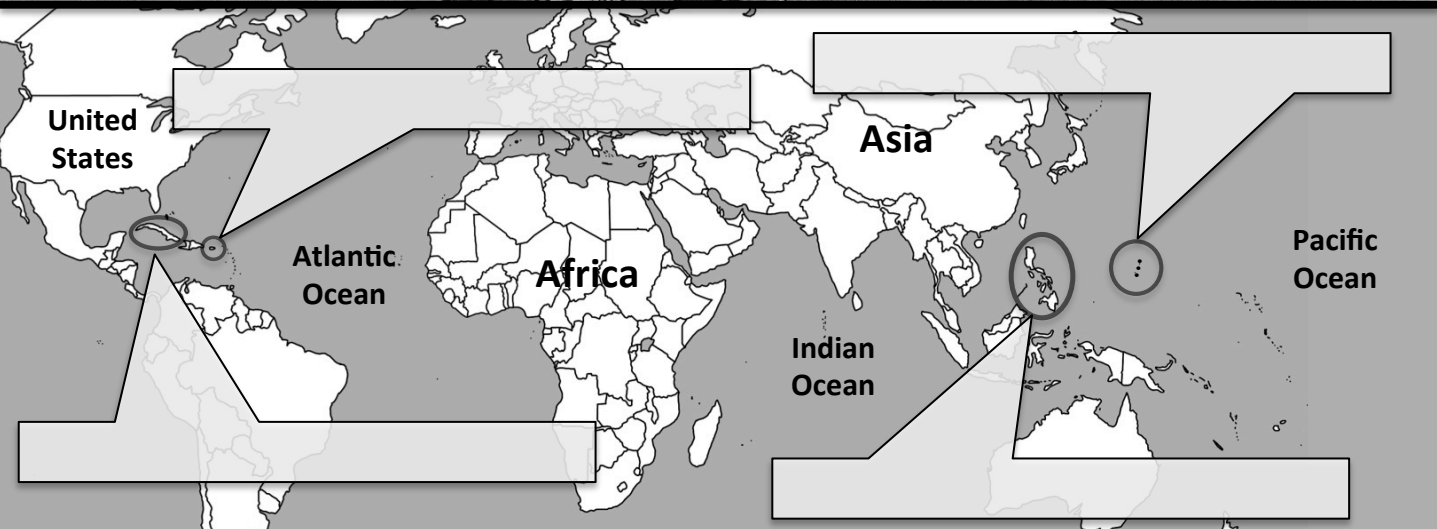 United
States
Asia
Atlantic
Ocean
Africa
Pacific
Ocean
Indian
Ocean